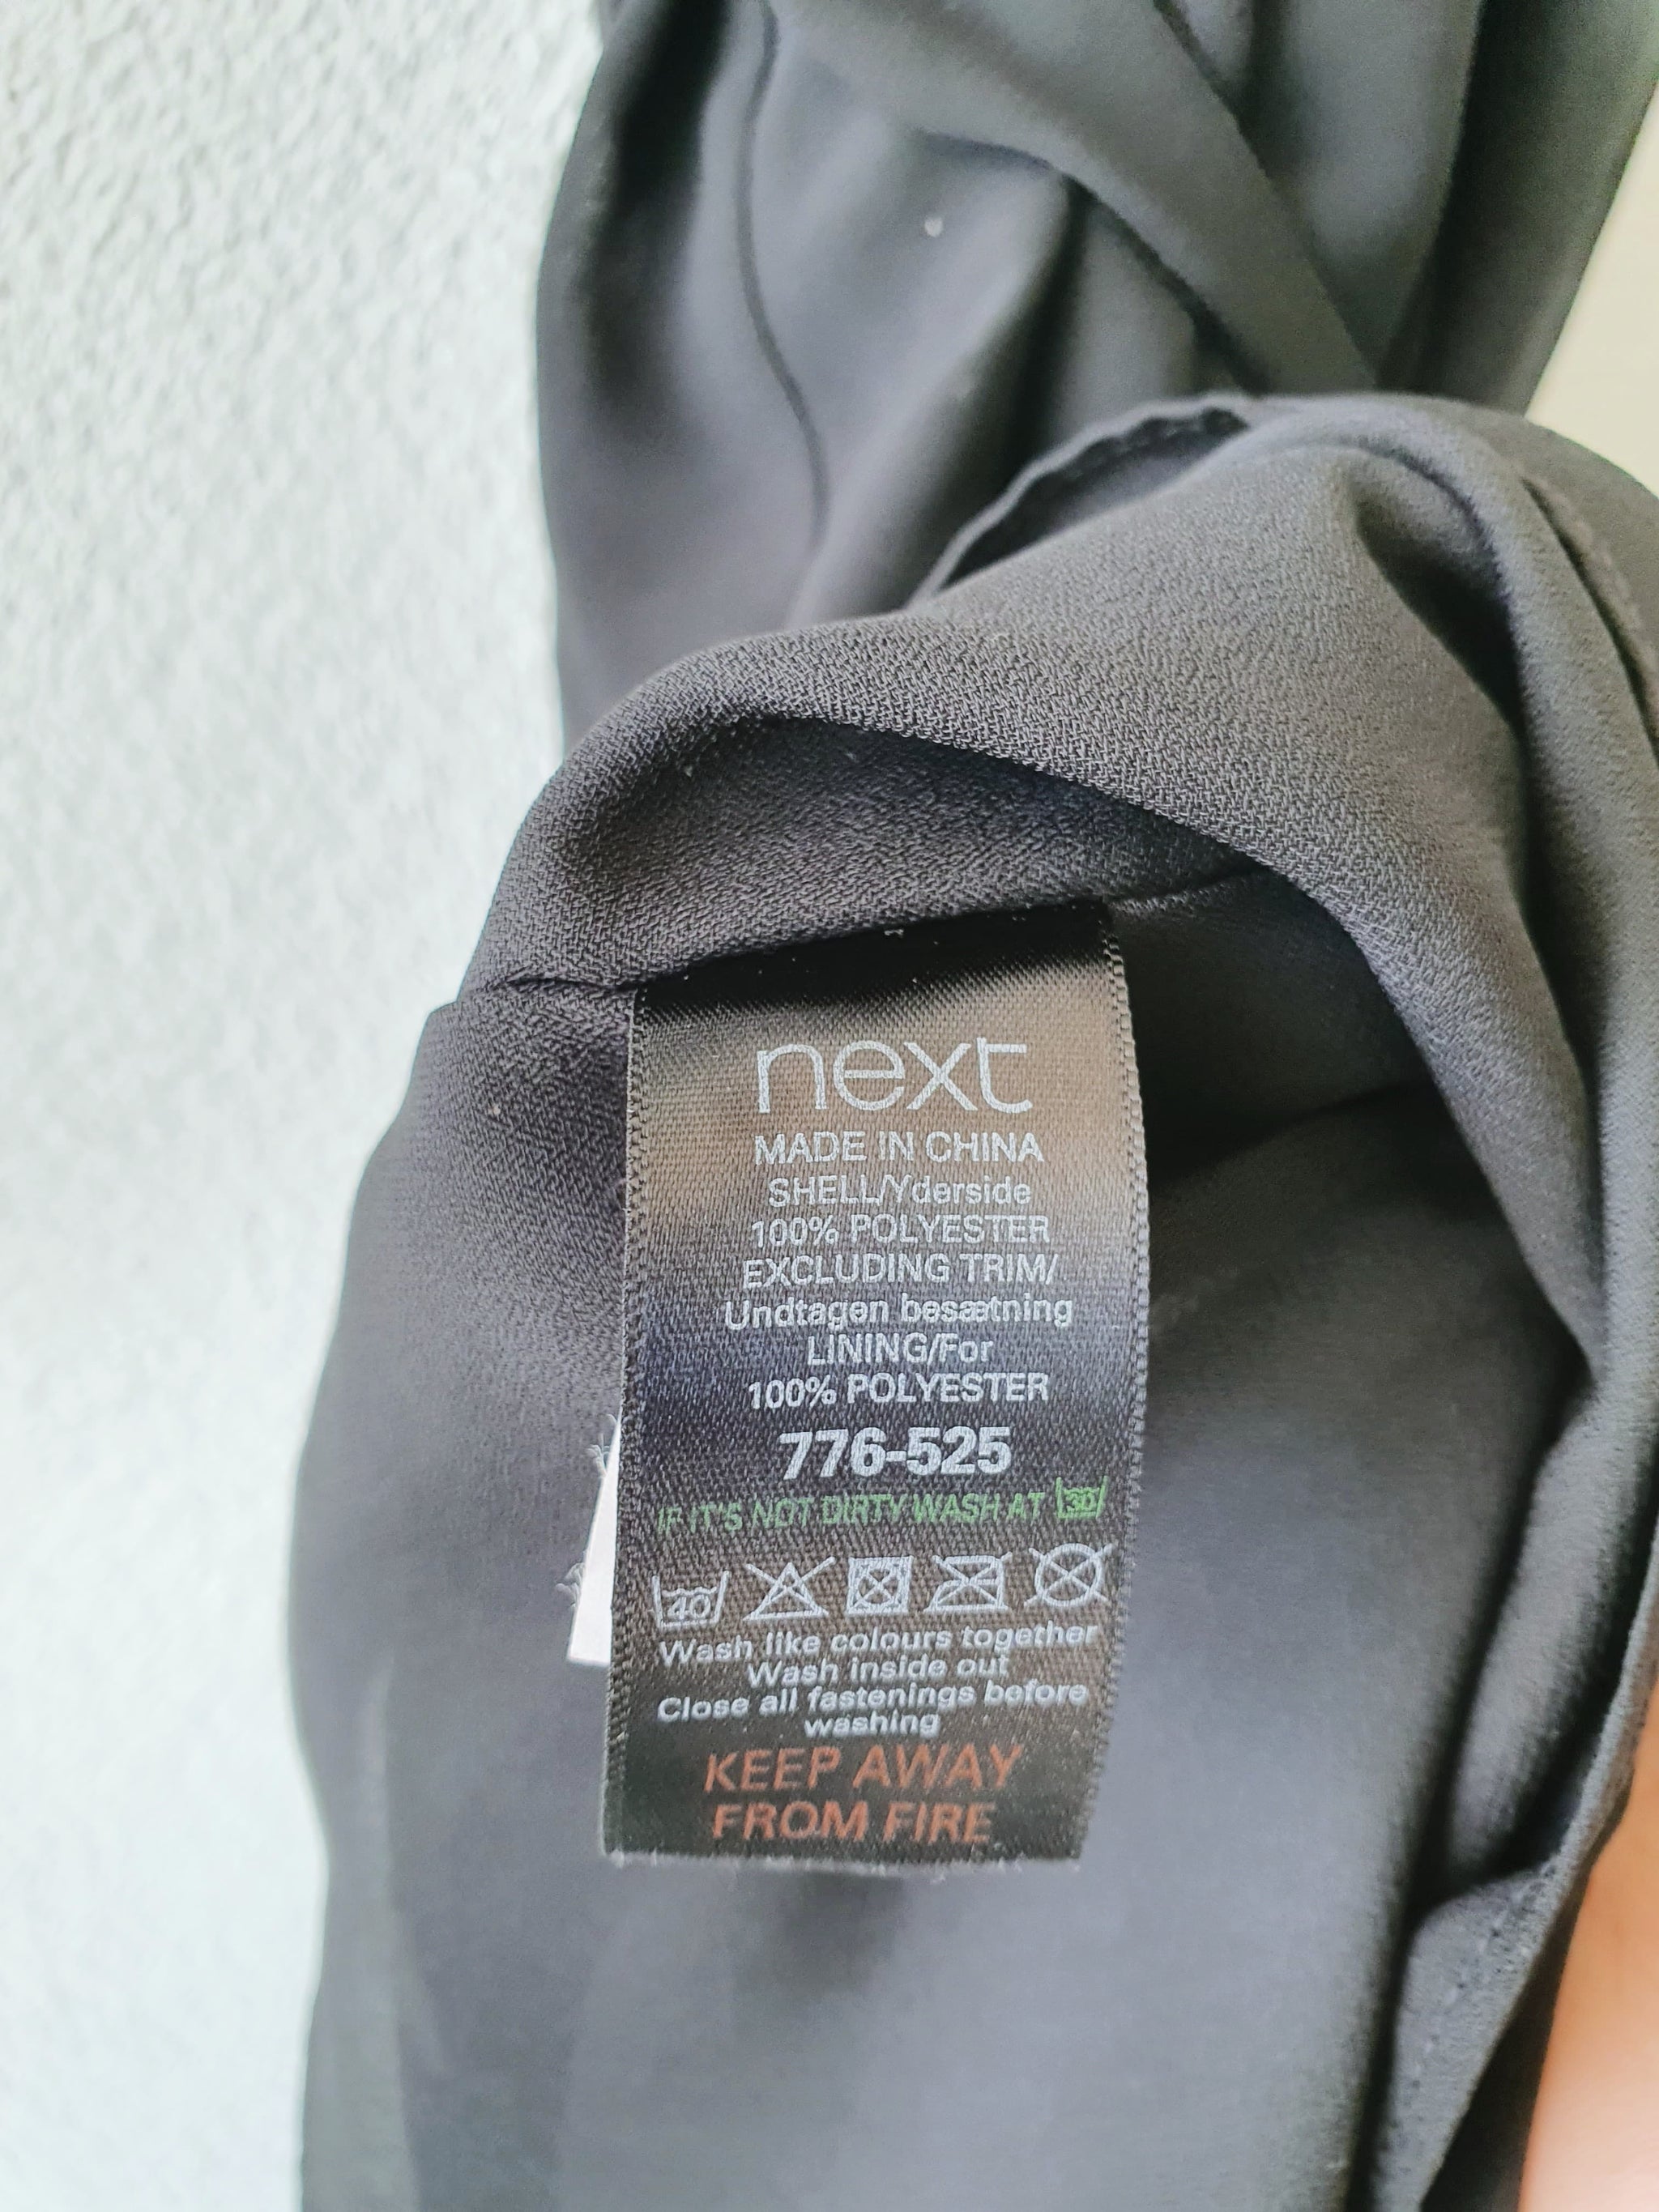 next
MADE IN CHINA
SHELL/Yderside
100% POLYESTER
EXCLUDING TRIM/
Undtagen besætning
LINING/For
100% POLYESTER
776-525
IF IT'S NOT DIRTY WASH AT 30
40
Wash like colours together
Wash inside out
Close all fastenings before
washing
KEEP AWAY
FROM FIRE